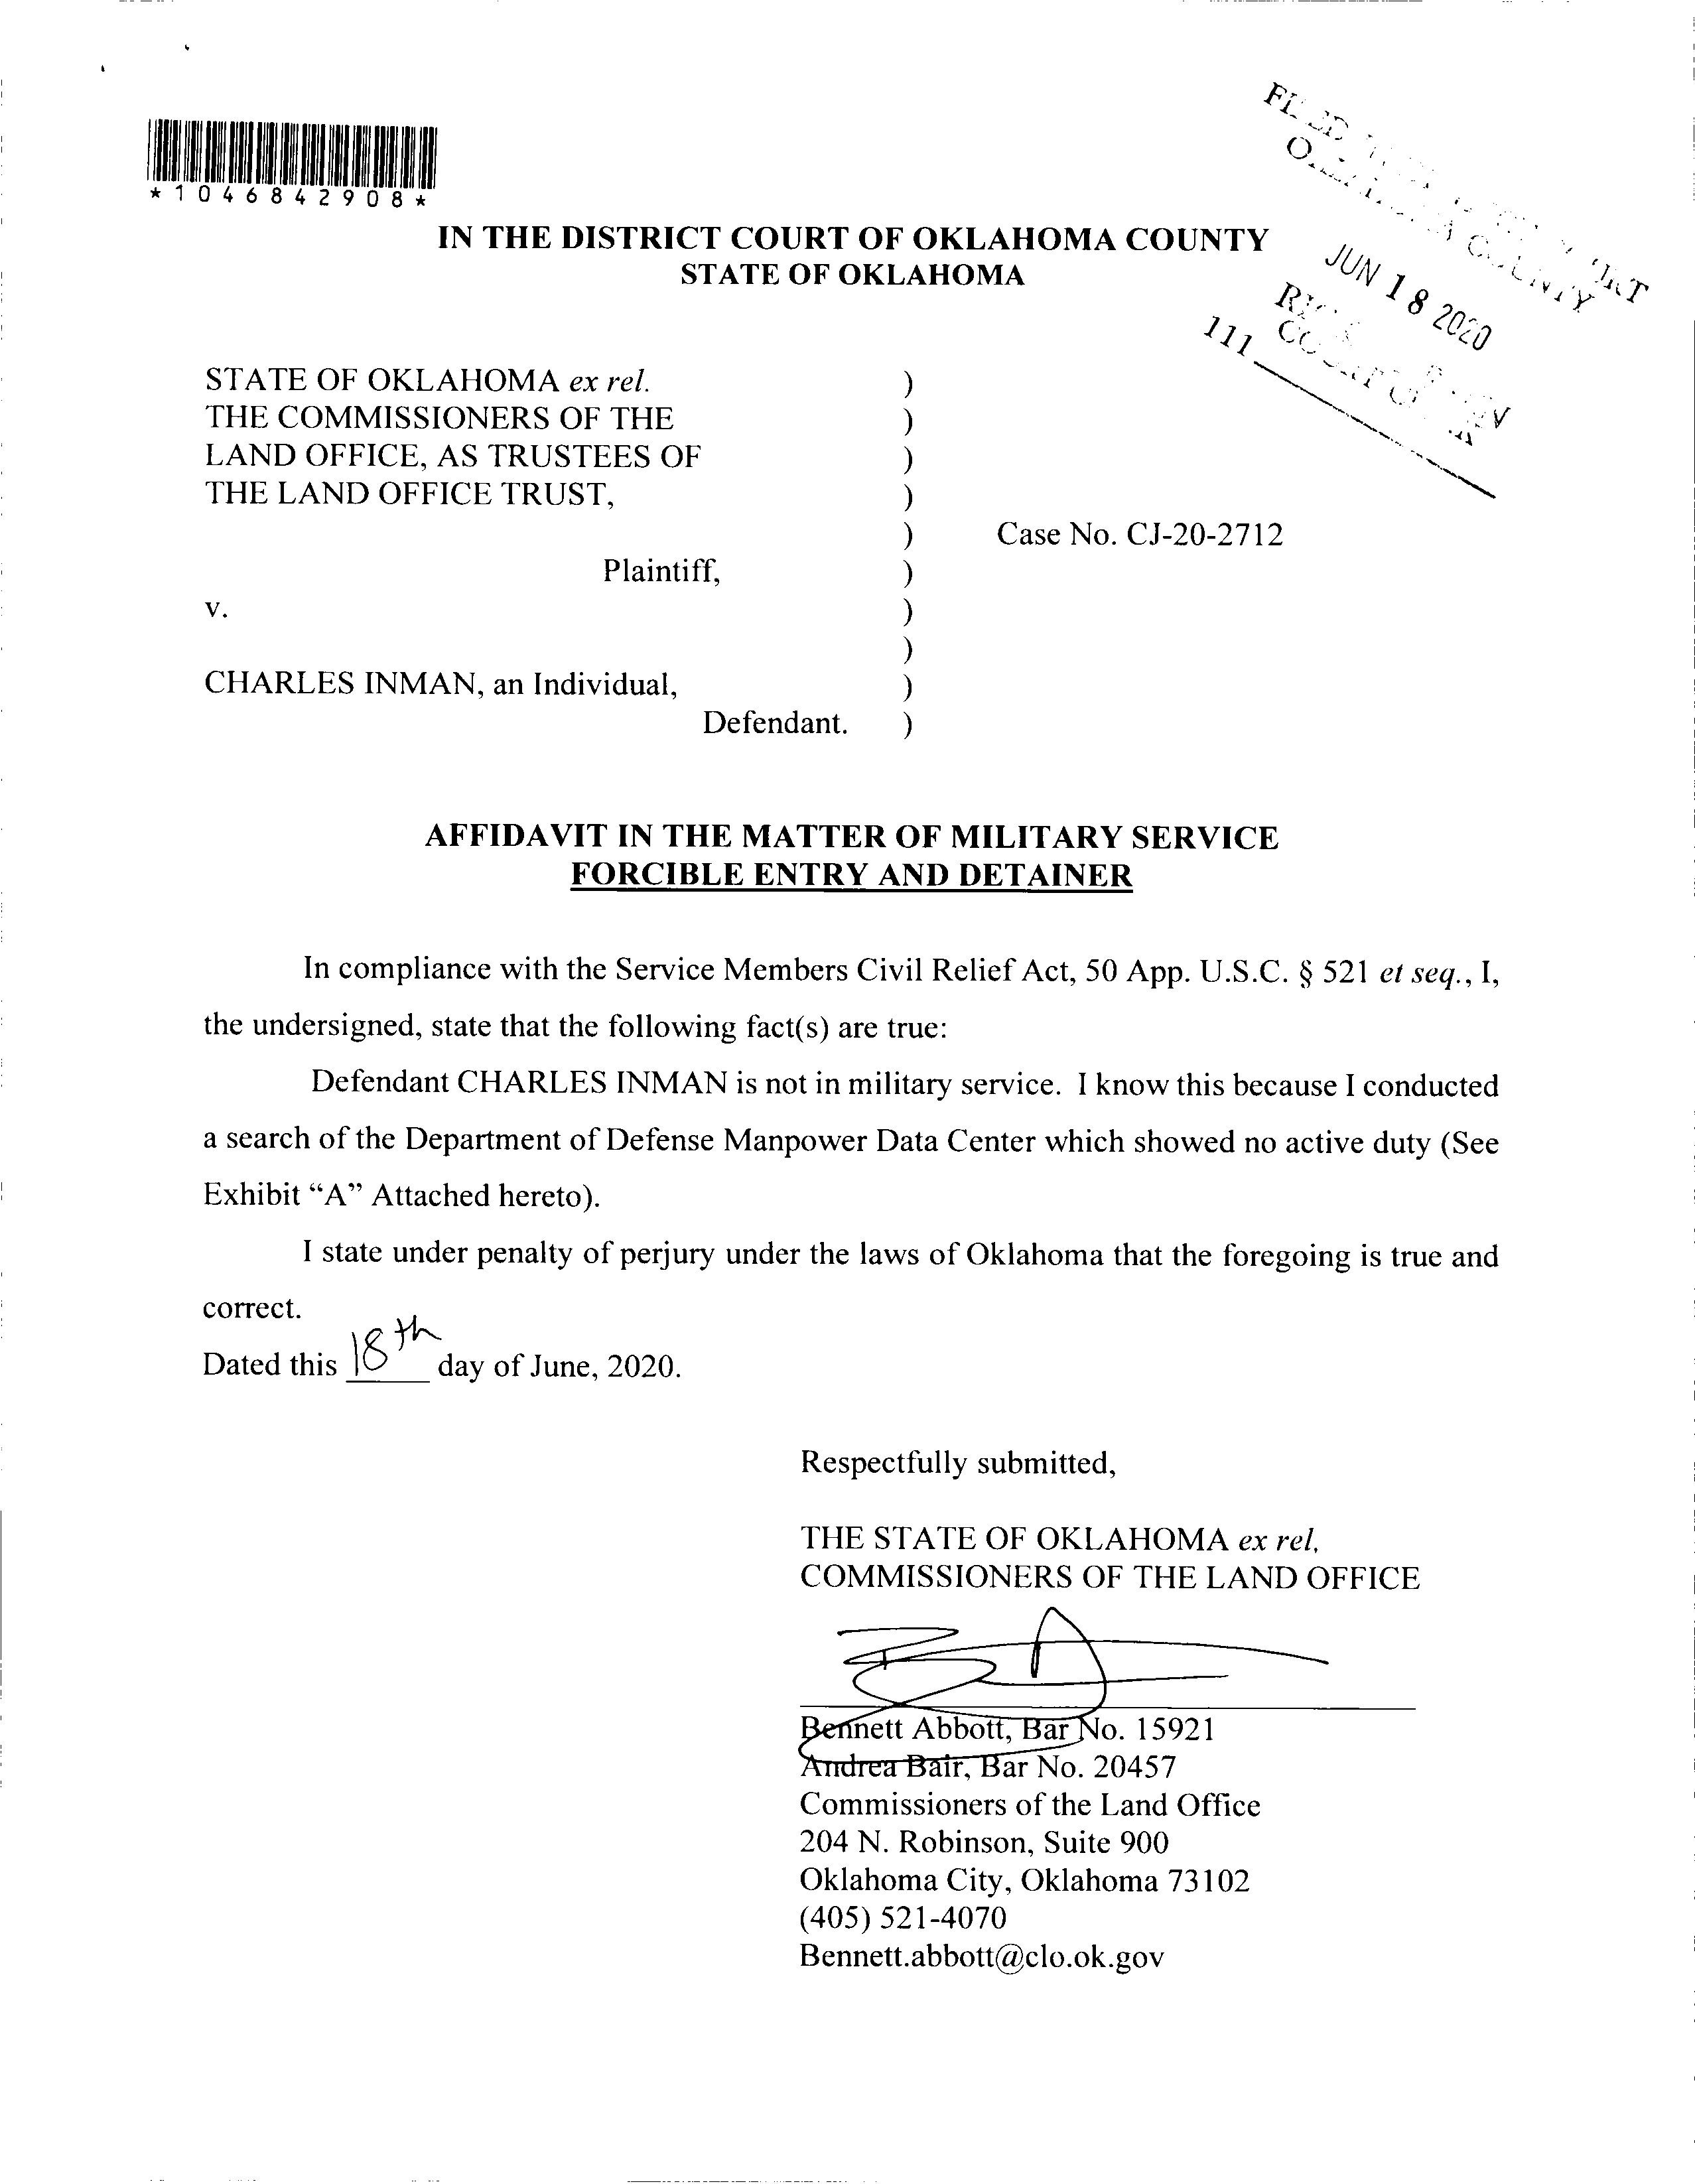 *1046842908*
IN THE DISTRICT COURT OF OKLAHOMA COUNTY
STATE OF OKLAHOMA
JUN 18 2020
111
STATE OF OKLAHOMA ex rel. )
THE COMMISSIONERS OF THE )
LAND OFFICE, AS TRUSTEES OF )
THE LAND OFFICE TRUST, )
) Case No. CJ-20-2712
Plaintiff, )
v. )
)
CHARLES INMAN, an Individual, )
Defendant. )
AFFIDAVIT IN THE MATTER OF MILITARY SERVICE
FORCIBLE ENTRY AND DETAINER
In compliance with the Service Members Civil Relief Act, 50 App. U.S.C. § 521 et seq., I,
the undersigned, state that the following fact(s) are true:
Defendant CHARLES INMAN is not in military service. I know this because I conducted
a search of the Department of Defense Manpower Data Center which showed no active duty (See
Exhibit “A” Attached hereto).
I state under penalty of perjury under the laws of Oklahoma that the foregoing is true and
correct.
Dated this 18th day of June, 2020.
Respectfully submitted,
THE STATE OF OKLAHOMA ex rel,
COMMISSIONERS OF THE LAND OFFICE
Bennett Abbott, Bar No. 15921
Andrea Bair, Bar No. 20457
Commissioners of the Land Office
204 N. Robinson, Suite 900
Oklahoma City, Oklahoma 73102
(405) 521-4070
Bennett.abbott@clo.ok.gov